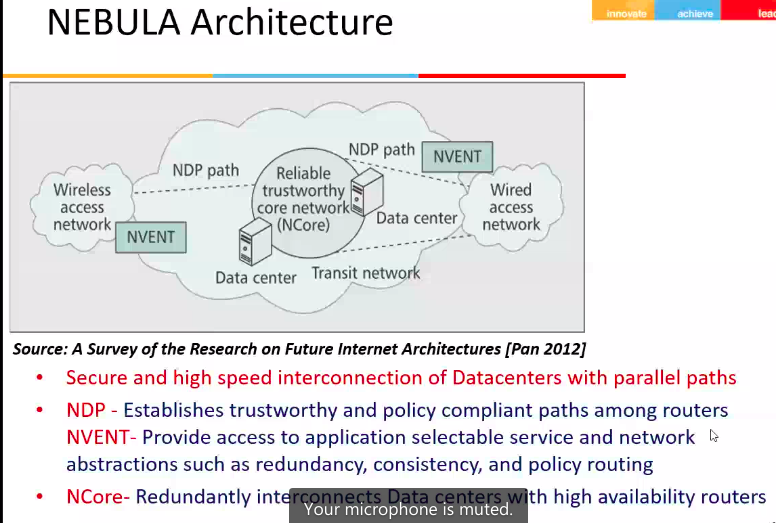 NEBULA Architecture
innovate achieve lead
NDP path
NVENT
NDP path
Reliable
trustworthy
core network
(NCore)
Wireless
access
network
Wired
access
network
Data center
NVENT
Data center
Transit network
Source: A Survey of the Research on Future Internet Architectures [Pan 2012]
• Secure and high speed interconnection of Datacenters with parallel paths
• NDP - Establishes trustworthy and policy compliant paths among routers
NVENT- Provide access to application selectable service and network
abstractions such as redundancy, consistency, and policy routing
• NCore- Redundantly interconnects Data centers with high availability routers
Your microphone is muted.